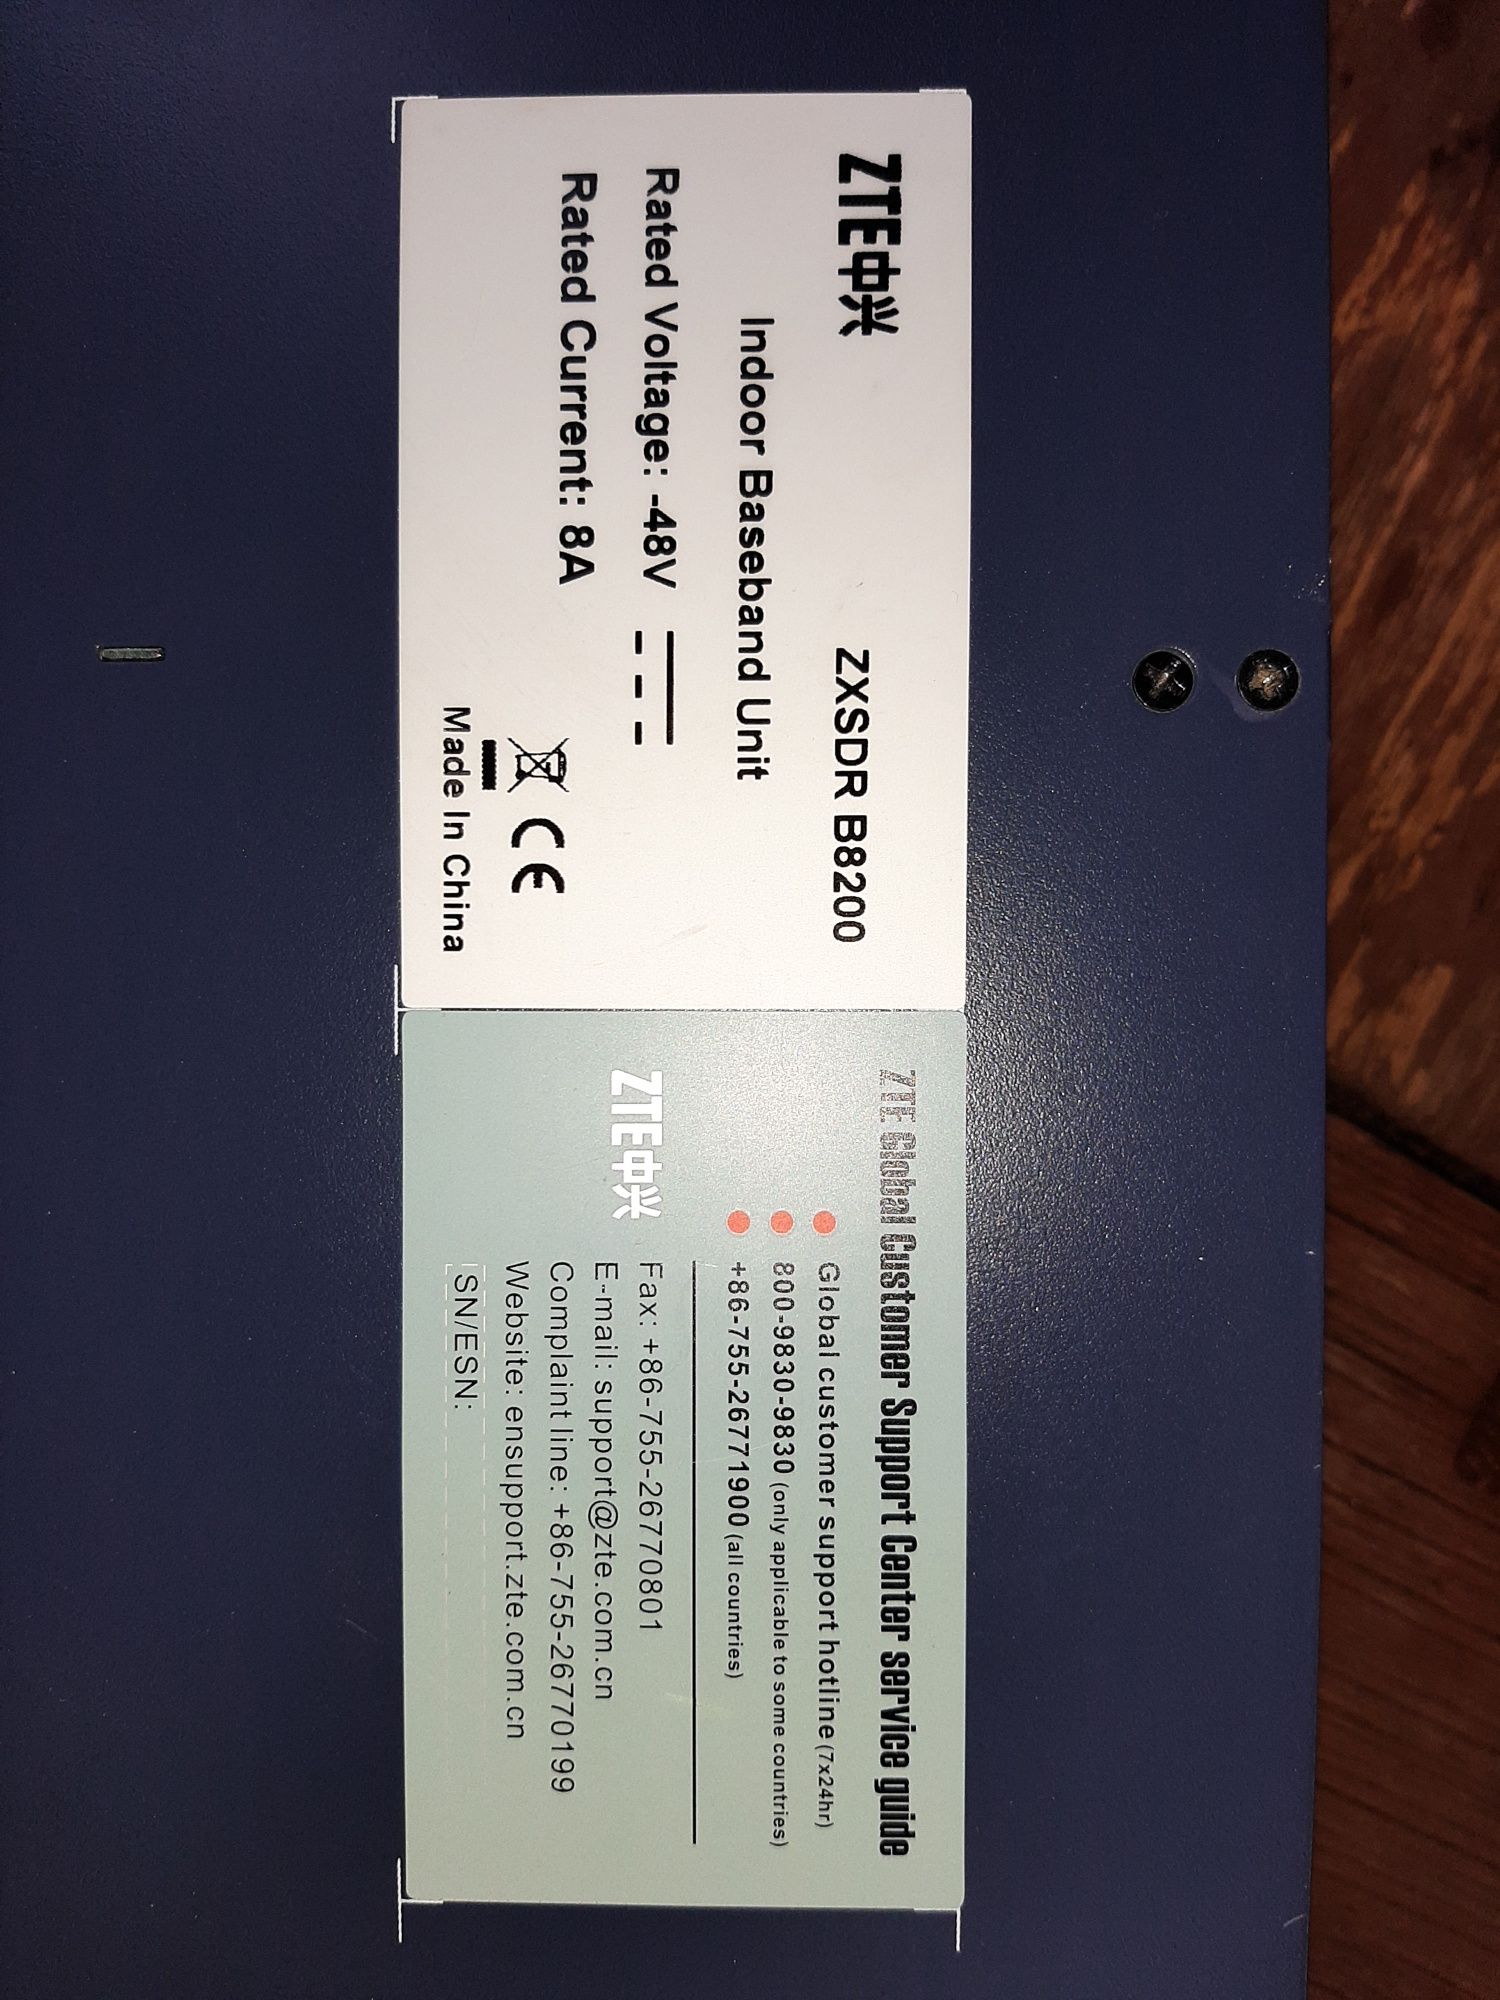 ZTE中兴
ZXSDR B8200
Indoor Baseband Unit
Rated Voltage: -48V
Rated Current: 8A
CE
Made In China
ZTE Global Customer Support Center service guide
Global customer support hotline (7x24hr)
800-9830-9830 (only applicable to some countries)
+86-755-26771900 (all countries)
ZTE中兴
Fax: +86-755-26770801
E-mail: support@zte.com.cn
Complaint line: +86-755-26770199
Website: ensupport.zte.com.cn
SN/ESN: